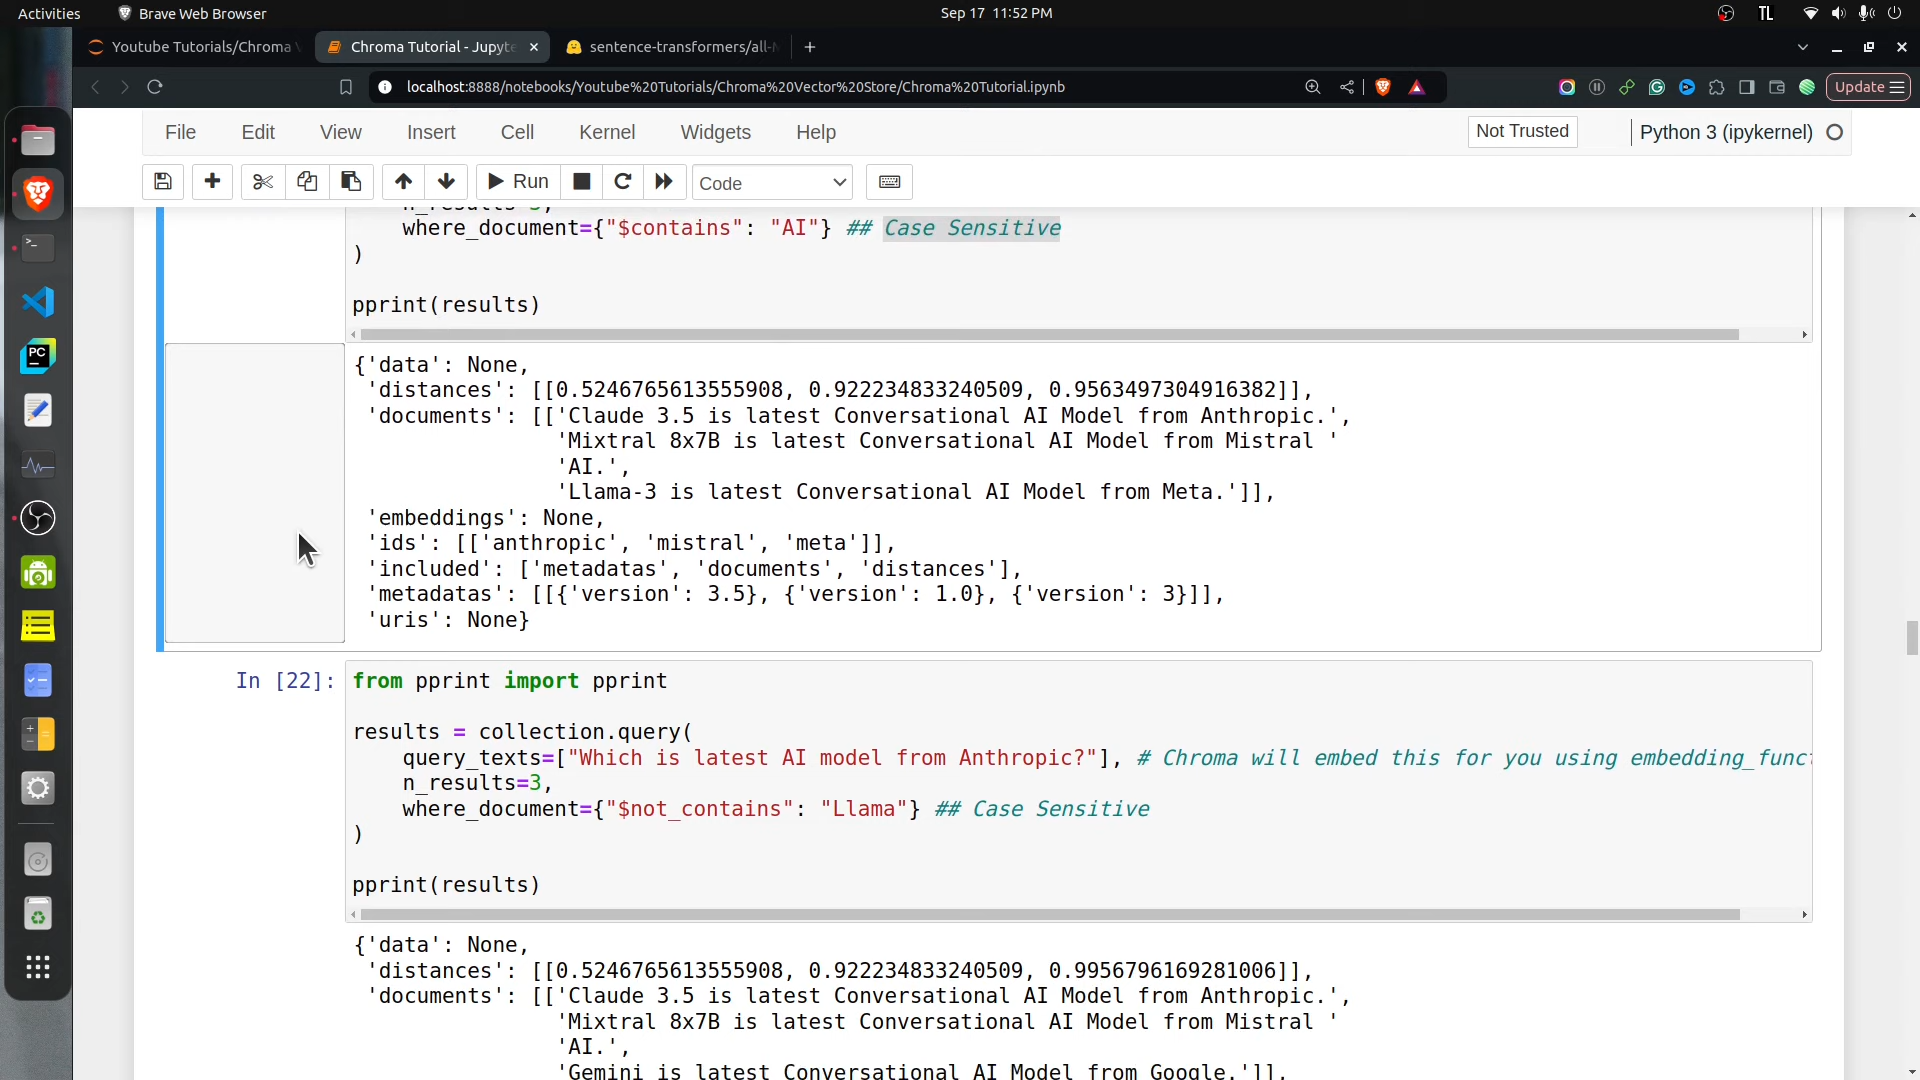 Activities
Brave Web Browser
Sep 17 11:52 PM
TL
Youtube Tutorials/Chroma
Chroma Tutorial - Jupyte
sentence-transformers/all-
localhost:8888/notebooks/Youtube%20Tutorials/Chroma%20Vector%20Store/Chroma%20Tutorial.ipynb
Update
File Edit View Insert Cell Kernel Widgets Help
Not Trusted
Python 3 (ipykernel)
Run
Code
PC
where_document={"$contains": "AI"} ## Case Sensitive
)
pprint(results)
{'data': None,
'distances': [[0.5246765613555908, 0.922234833240509, 0.9563497304916382]],
'documents': [['Claude 3.5 is latest Conversational AI Model from Anthropic.',
'Mixtral 8x7B is latest Conversational AI Model from Mistral '
'AI.',
'Llama-3 is latest Conversational AI Model from Meta.']],
'embeddings': None,
'ids': [['anthropic', 'mistral', 'meta']],
'included': ['metadatas', 'documents', 'distances'],
'metadatas': [[{'version': 3.5}, {'version': 1.0}, {'version': 3}]],
'uris': None}
In [22]:
from pprint import pprint
results = collection.query(
query_texts=["Which is latest AI model from Anthropic?"], # Chroma will embed this for you using embedding_funct
n_results=3,
where_document={"$not_contains": "Llama"} ## Case Sensitive
)
pprint(results)
{'data': None,
'distances': [[0.5246765613555908, 0.922234833240509, 0.9956796169281006]],
'documents': [['Claude 3.5 is latest Conversational AI Model from Anthropic.',
'Mixtral 8x7B is latest Conversational AI Model from Mistral '
'AI.',
'Gemini is latest Conversational AI Model from Google.']],